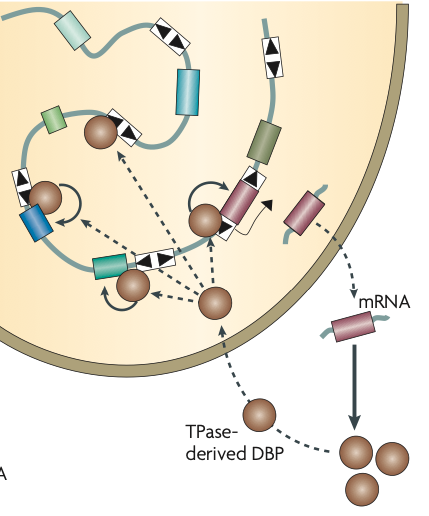 mRNA
TPase-
derived DBP
A